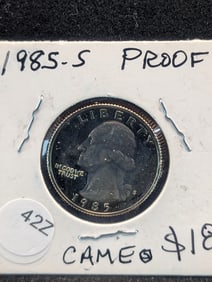 1985-S PROOF
LIBERTY
IN GOD WE
TRUST
1985
42Z
CAMEO $18